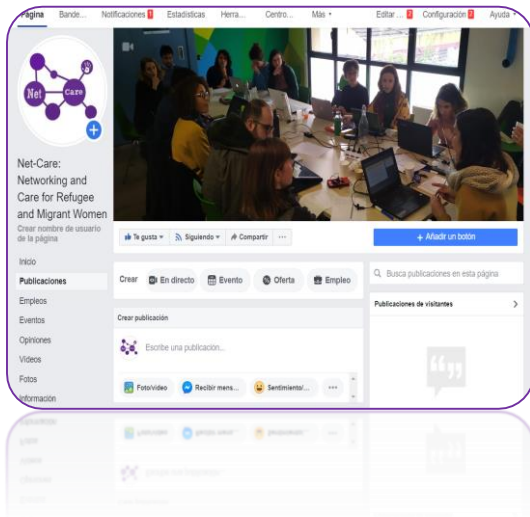 Página Bande... Notificaciones 1 Estadísticas Herra... Centro... Más Editar ... 2 Configuración 2 Ayuda
Net Care
Net-Care:
Networking and
Care for Refugee
and Migrant Women
Crear nombre de usuario
de la página
Te gusta Siguiendo Compartir ...
+ Añadir un botón
Inicio
Publicaciones
Empleos
Eventos
Opiniones
Vídeos
Fotos
Información
Crear En directo Evento Oferta Empleo
Crear publicación
Escribe una publicación...
Foto/vídeo Recibir mens... Sentimiento/... ...
Busca publicaciones en esta página
Publicaciones de visitantes